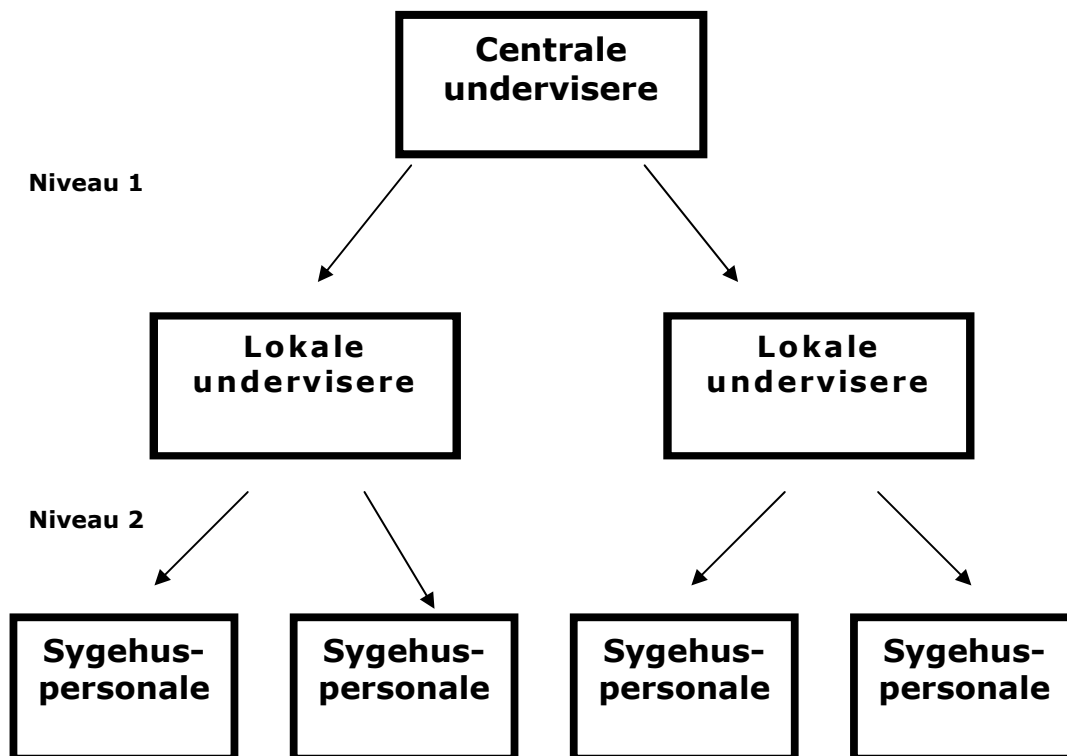 Centrale
undervisere
Niveau 1
Lokale
undervisere
Lokale
undervisere
Niveau 2
Sygehus-
personale
Sygehus-
personale
Sygehus-
personale
Sygehus-
personale